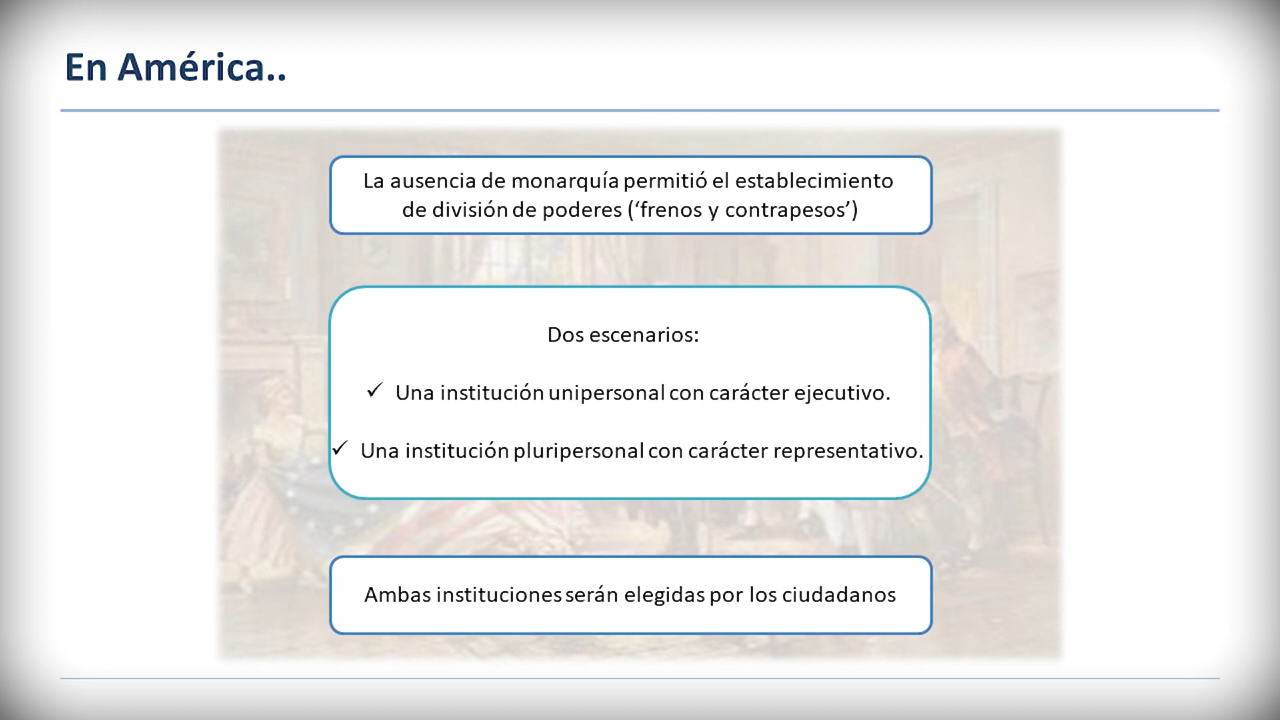 En América..
La ausencia de monarquía permitió el establecimiento
de división de poderes (‘frenos y contrapesos’)
Dos escenarios:
✓ Una institución unipersonal con carácter ejecutivo.
✓ Una institución pluripersonal con carácter representativo.
Ambas instituciones serán elegidas por los ciudadanos